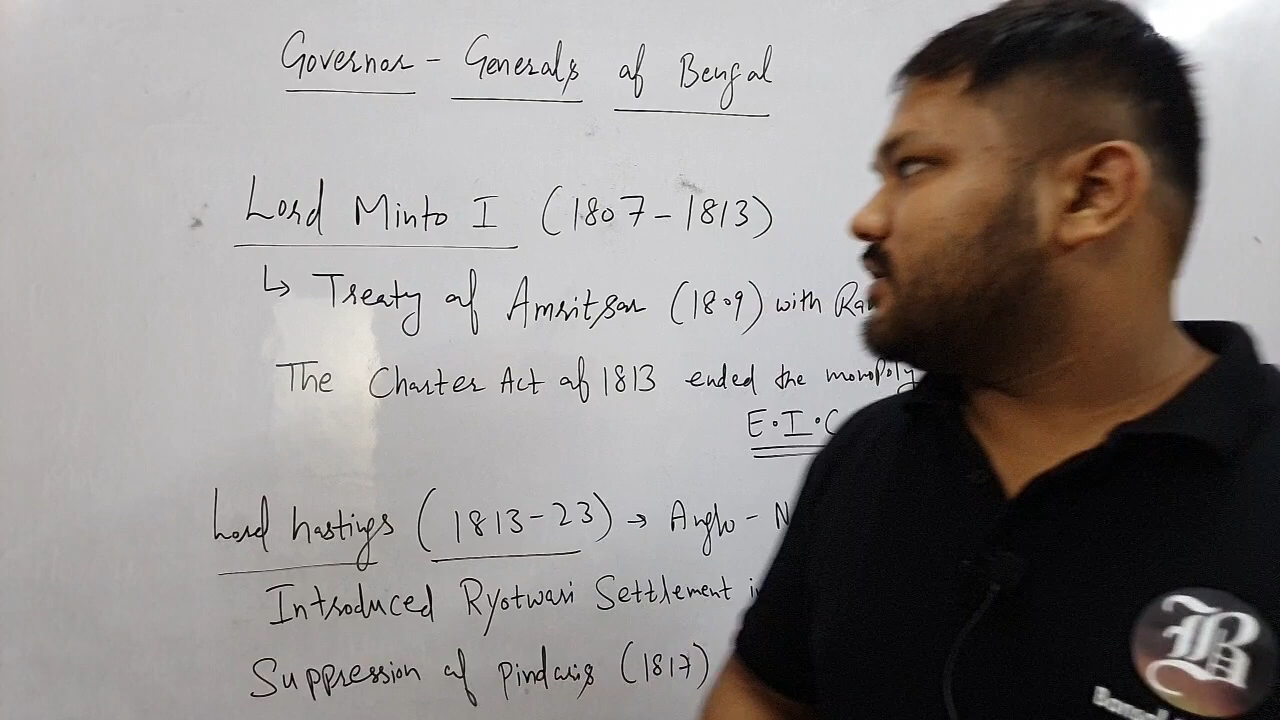 Governor - Generals of Bengal
Lord Minto I (1807-1813)
↳ Treaty of Amritsar (1809) with
The Charter Act of 1813 ended the monopoly
E.I.C
Lord hastings (1813-23) → Anglo -
Introduced Ryotwari Settlement
Suppression of Pindaris (1817)
B